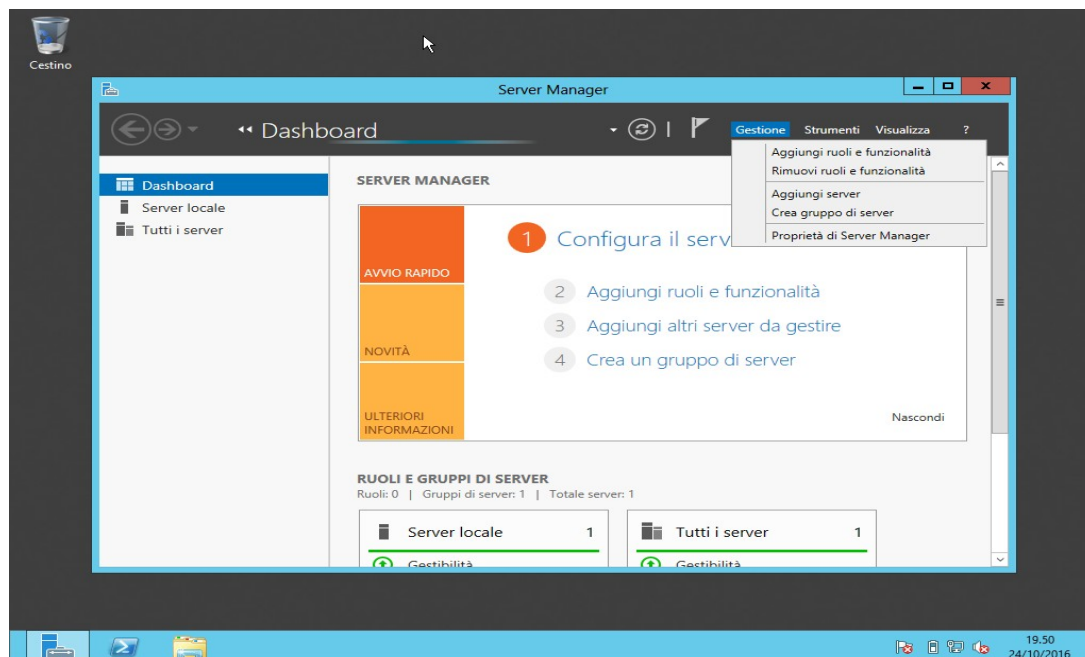 Cestino
Server Manager
Dashboard
Gestione Strumenti Visualizza ?
Aggiungi ruoli e funzionalità
Rimuovi ruoli e funzionalità
Aggiungi server
Crea gruppo di server
Proprietà di Server Manager
Dashboard
Server locale
Tutti i server
SERVER MANAGER
AVVIO RAPIDO
NOVITÀ
ULTERIORI
INFORMAZIONI
1 Configura il serv
2 Aggiungi ruoli e funzionalità
3 Aggiungi altri server da gestire
4 Crea un gruppo di server
Nascondi
RUOLI E GRUPPI DI SERVER
Ruoli: 0 | Gruppi di server: 1 | Totale server: 1
Server locale 1
Gestibilità
Tutti i server 1
Gestibilità
19.50
24/10/2016